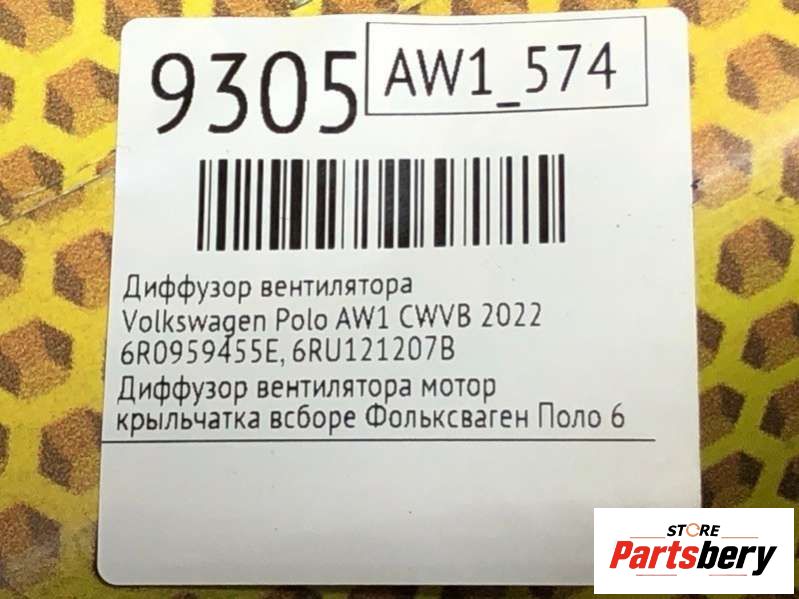 9305
AW1_574
Диффузор вентилятора
Volkswagen Polo AW1 CWVB 2022
6R0959455E, 6RU121207B
Диффузор вентилятора мотор
крыльчатка всборе Фольксваген Поло 6
STORE
Partsbery